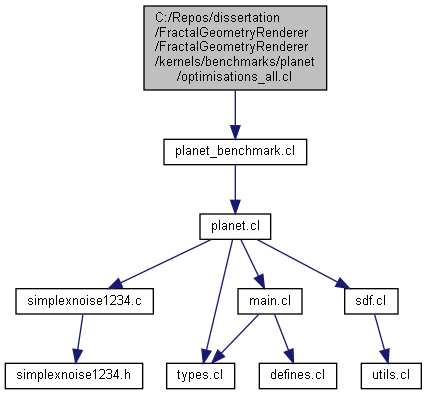 C:/Repos/dissertation
/FractalGeometryRenderer
/FractalGeometryRenderer
/kernels/benchmarks/planet
/optimisations_all.cl
planet_benchmark.cl
planet.cl
simplexnoise1234.c
main.cl
sdf.cl
simplexnoise1234.h
types.cl
defines.cl
utils.cl